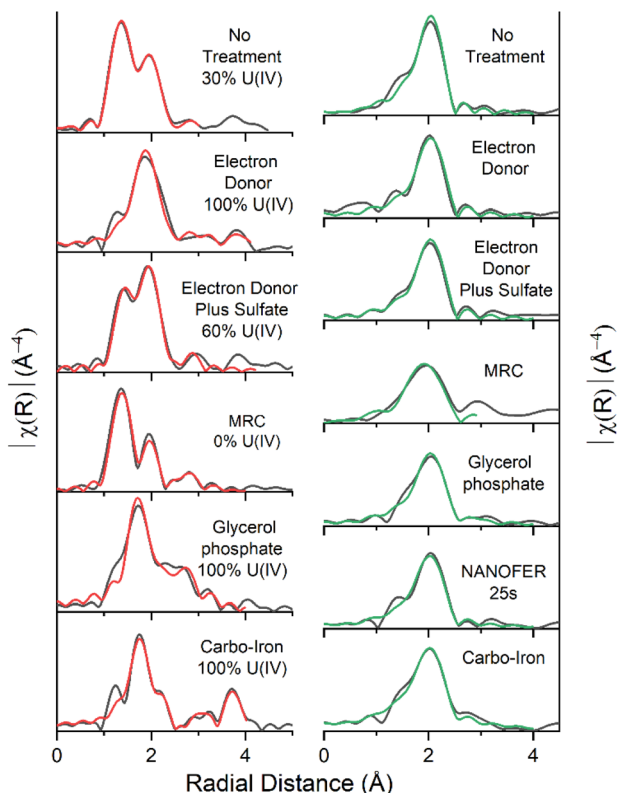 No
Treatment
30% U(IV)
Electron
Donor
100% U(IV)
Electron Donor
Plus Sulfate
60% U(IV)
MRC
0% U(IV)
Glycerol
phosphate
100% U(IV)
Carbo-Iron
100% U(IV)
No
Treatment
Electron
Donor
Electron
Donor
Plus Sulfate
MRC
Glycerol
phosphate
NANOFER
25s
Carbo-Iron
| χ(R) | (Å⁻⁴)
| χ(R) | (Å⁻⁴)
0 2 4 0 2 4
Radial Distance (Å)